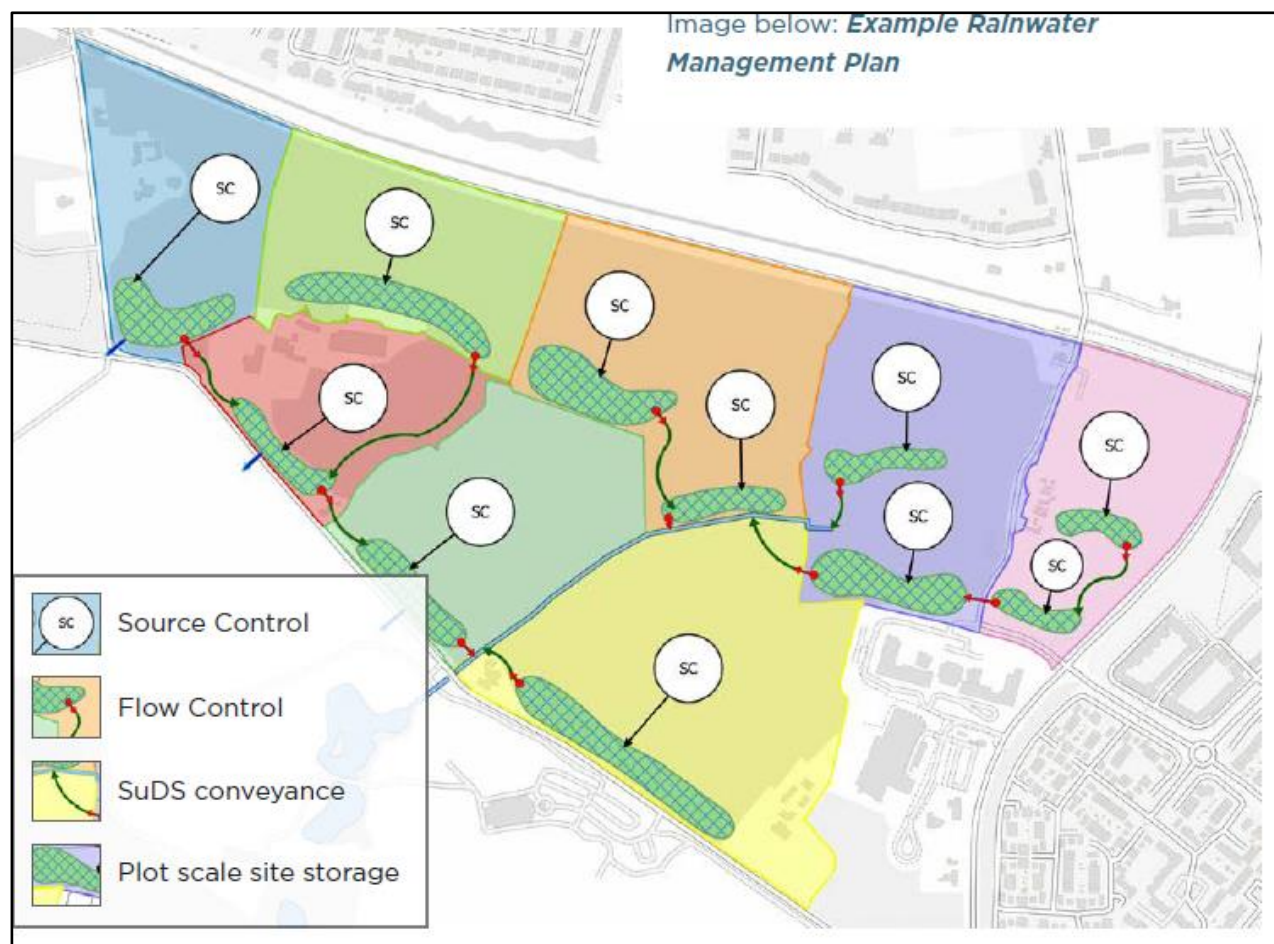 Image below: Example Rainwater
Management Plan
SC
SC
SC
SC
SC
SC
SC
SC
SC
SC
SC
SC
SC Source Control
Flow Control
SuDS conveyance
Plot scale site storage